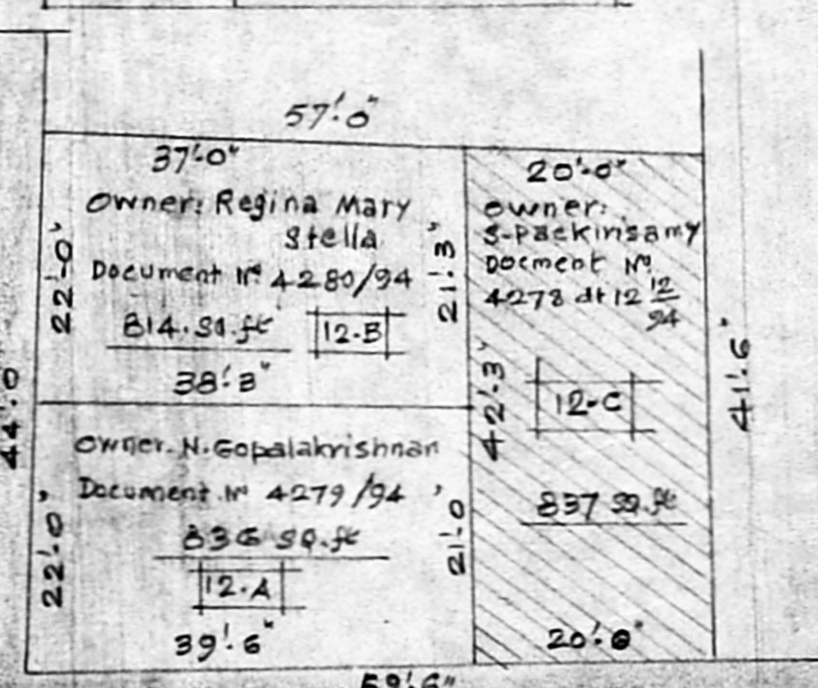 57'-0"
37'-0"
Owner: Regina Mary
Stella
Document Nº 4280/94
814.sq.ft
12-B
38'-3"
22'-0"
21'-3"
20'-0"
owner:
S-Packirisamy
Docment Nº
4278 dt 12 12/94
12-C
837 sq.ft
20'-0"
42'-3"
41'-6"
44'-0
Owner. N. Gopalakrishnan
Document Nº 4279/94
836 sq.ft
12-A
39'-6"
22'-0"
21'-0
59'-6"